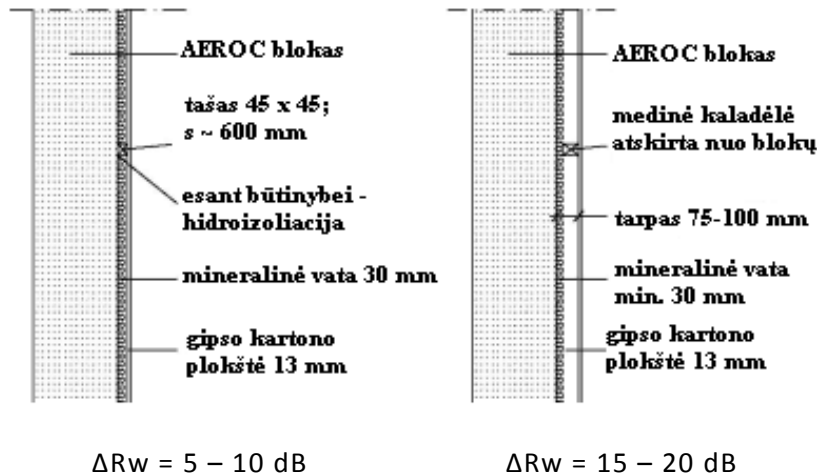 AEROC blokas
tašas 45 x 45;
s ~ 600 mm
esant būtinybei -
hidroizoliacija
mineralinė vata 30 mm
gipso kartono
plokštė 13 mm
ΔRw = 5 – 10 dB
AEROC blokas
medinė kaladėlė
atskirta nuo blokų
tarpas 75-100 mm
mineralinė vata
min. 30 mm
gipso kartono
plokštė 13 mm
ΔRw = 15 – 20 dB